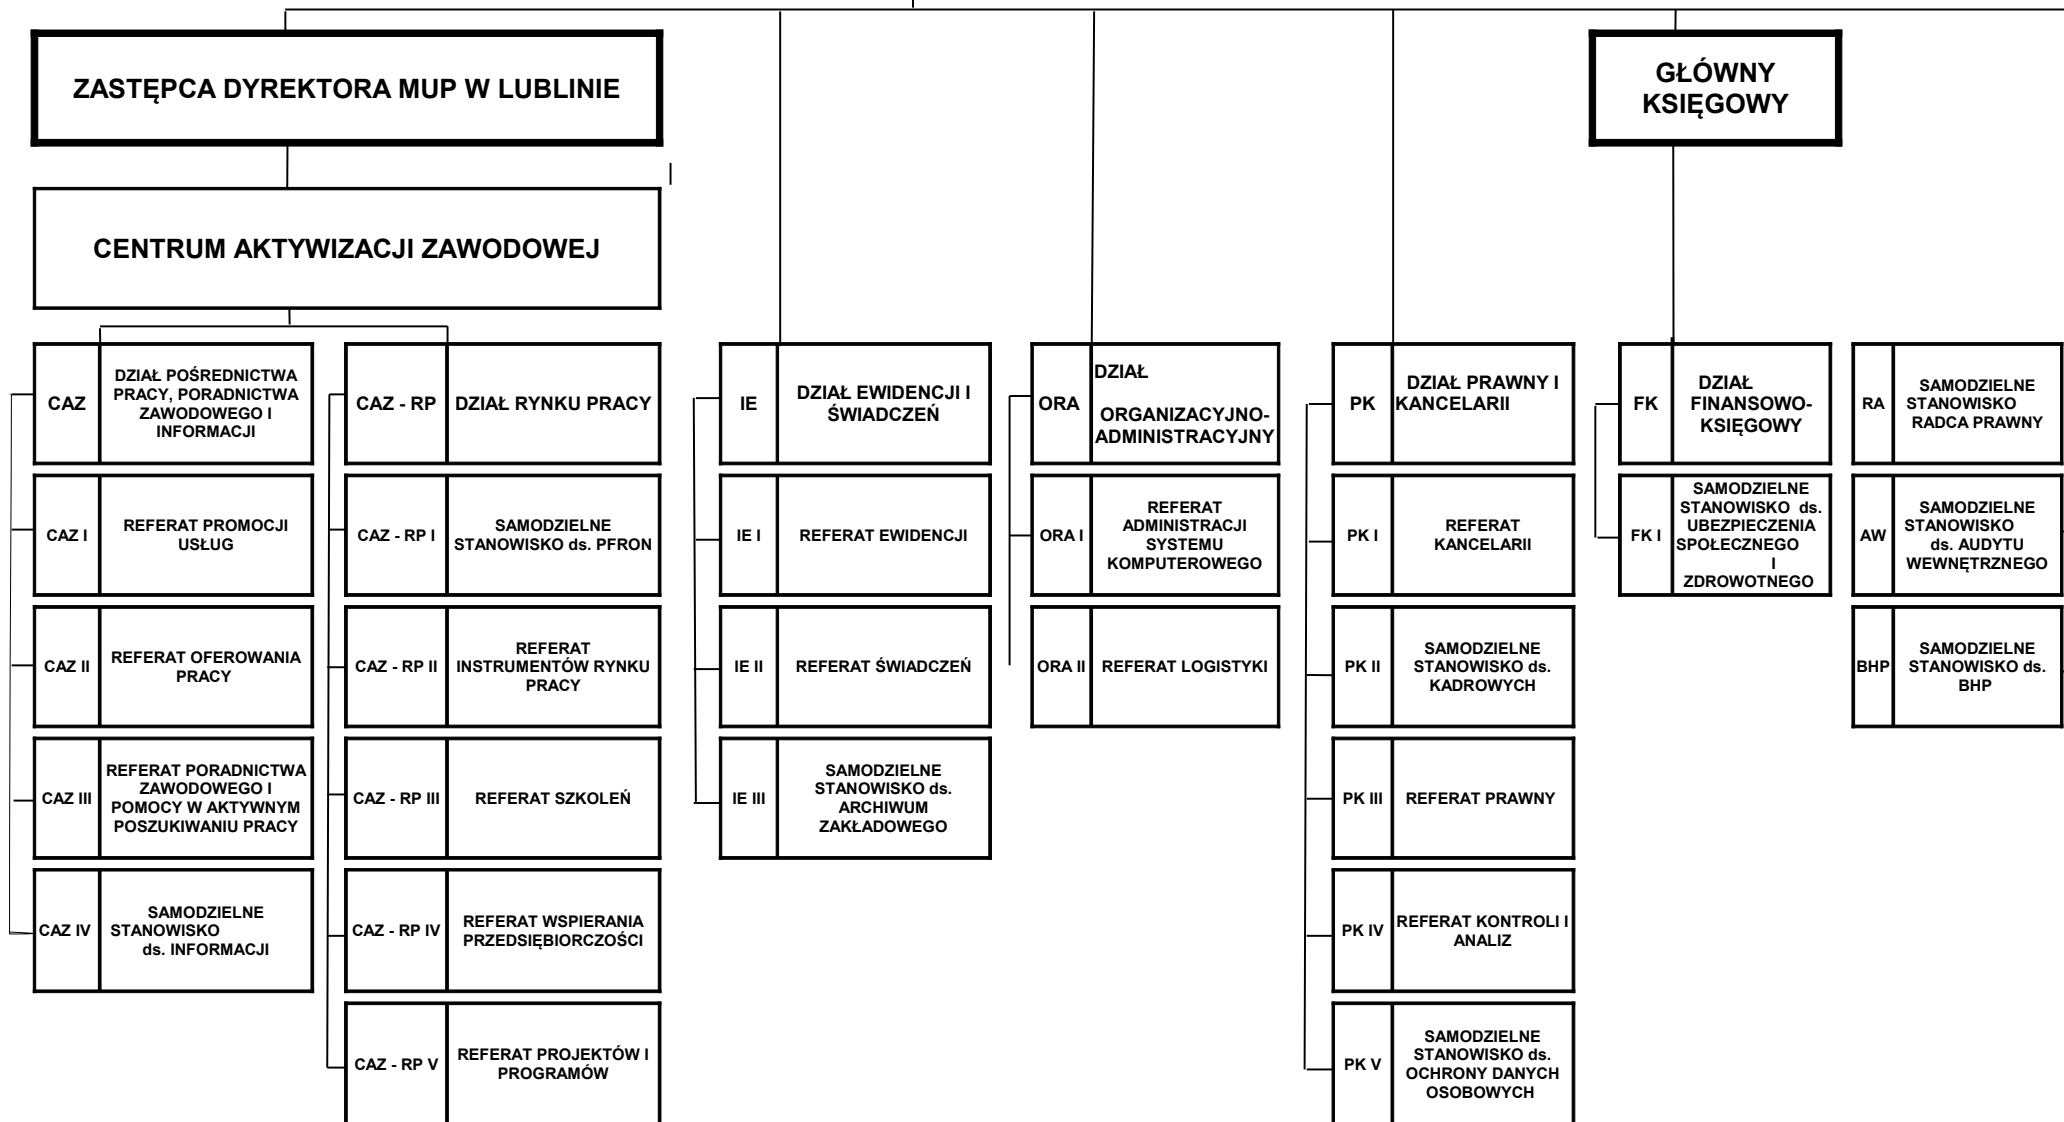 ZASTĘPCA DYREKTORA MUP W LUBLINIE
GŁÓWNY
KSIĘGOWY
CENTRUM AKTYWIZACJI ZAWODOWEJ
CAZ
DZIAŁ POŚREDNICTWA
PRACY, PORADNICTWA
ZAWODOWEGO I
INFORMACJI
CAZ I
REFERAT PROMOCJI
USŁUG
CAZ II
REFERAT OFEROWANIA
PRACY
CAZ III
REFERAT PORADNICTWA
ZAWODOWEGO I
POMOCY W AKTYWNYM
POSZUKIWANIU PRACY
CAZ IV
SAMODZIELNE
STANOWISKO
ds. INFORMACJI
CAZ - RP
DZIAŁ RYNKU PRACY
CAZ - RP I
SAMODZIELNE
STANOWISKO ds. PFRON
CAZ - RP II
REFERAT
INSTRUMENTÓW RYNKU
PRACY
CAZ - RP III
REFERAT SZKOLEŃ
CAZ - RP IV
REFERAT WSPIERANIA
PRZEDSIĘBIORCZOŚCI
CAZ - RP V
REFERAT PROJEKTÓW I
PROGRAMÓW
IE
DZIAŁ EWIDENCJI I
ŚWIADCZEŃ
IE I
REFERAT EWIDENCJI
IE II
REFERAT ŚWIADCZEŃ
IE III
SAMODZIELNE
STANOWISKO ds.
ARCHIWUM
ZAKŁADOWEGO
ORA
DZIAŁ
ORGANIZACYJNO-
ADMINISTRACYJNY
ORA I
REFERAT
ADMINISTRACJI
SYSTEMU
KOMPUTEROWEGO
ORA II
REFERAT LOGISTYKI
PK
DZIAŁ PRAWNY I
KANCELARII
PK I
REFERAT
KANCELARII
PK II
SAMODZIELNE
STANOWISKO ds.
KADROWYCH
PK III
REFERAT PRAWNY
PK IV
REFERAT KONTROLI I
ANALIZ
PK V
SAMODZIELNE
STANOWISKO ds.
OCHRONY DANYCH
OSOBOWYCH
FK
DZIAŁ
FINANSOWO-
KSIĘGOWY
FK I
SAMODZIELNE
STANOWISKO ds.
UBEZPIECZENIA
SPOŁECZNEGO
I
ZDROWOTNEGO
RA
SAMODZIELNE
STANOWISKO
RADCA PRAWNY
AW
SAMODZIELNE
STANOWISKO
ds. AUDYTU
WEWNĘTRZNEGO
BHP
SAMODZIELNE
STANOWISKO ds.
BHP